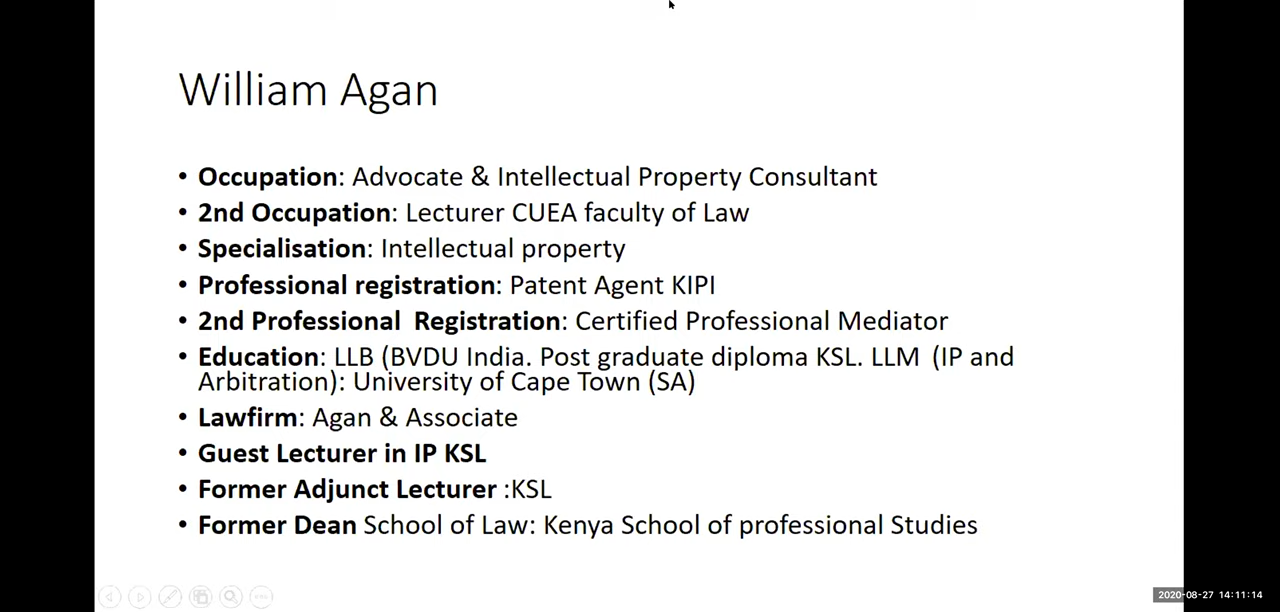 William Agan
• Occupation: Advocate & Intellectual Property Consultant
• 2nd Occupation: Lecturer CUEA faculty of Law
• Specialisation: Intellectual property
• Professional registration: Patent Agent KIPI
• 2nd Professional  Registration: Certified Professional Mediator
• Education: LLB (BVDU India. Post graduate diploma KSL. LLM  (IP and
Arbitration): University of Cape Town (SA)
• Lawfirm: Agan & Associate
• Guest Lecturer in IP KSL
• Former Adjunct Lecturer :KSL
• Former Dean School of Law: Kenya School of professional Studies
2020-08-27 14:11:14